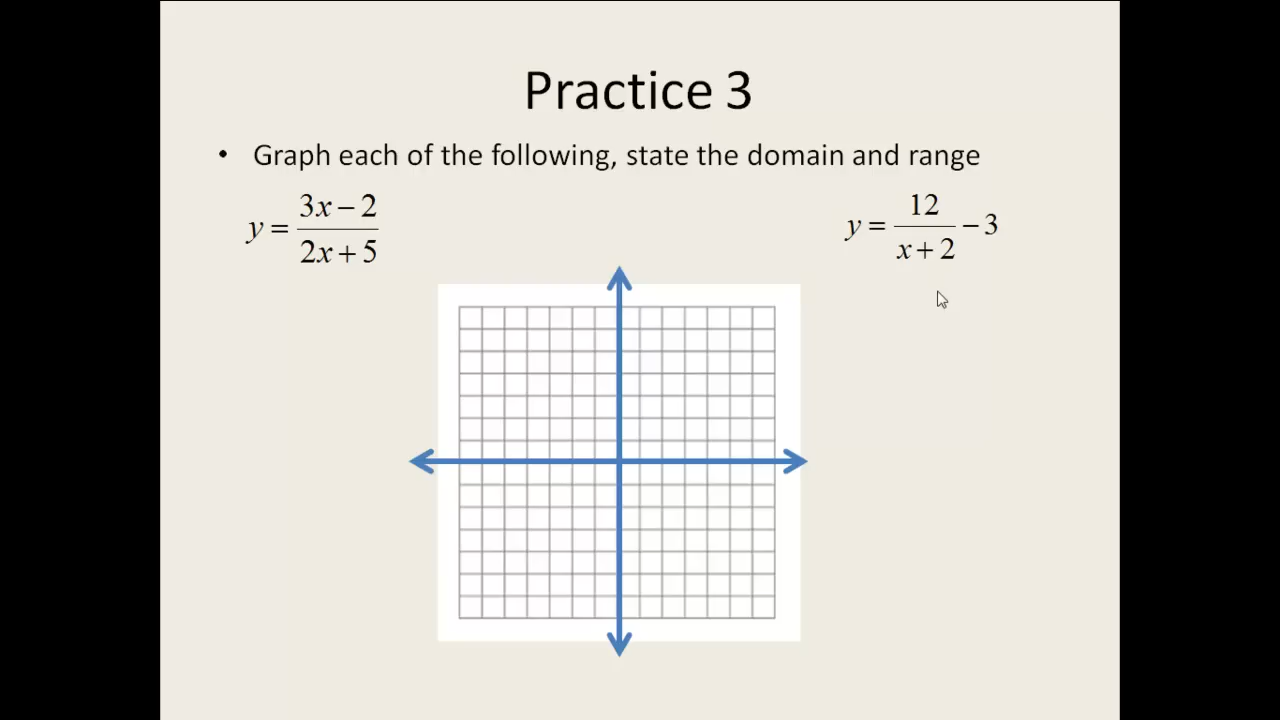 Practice 3
• Graph each of the following, state the domain and range
y = (3x − 2)/(2x + 5)
y = 12/(x + 2) − 3